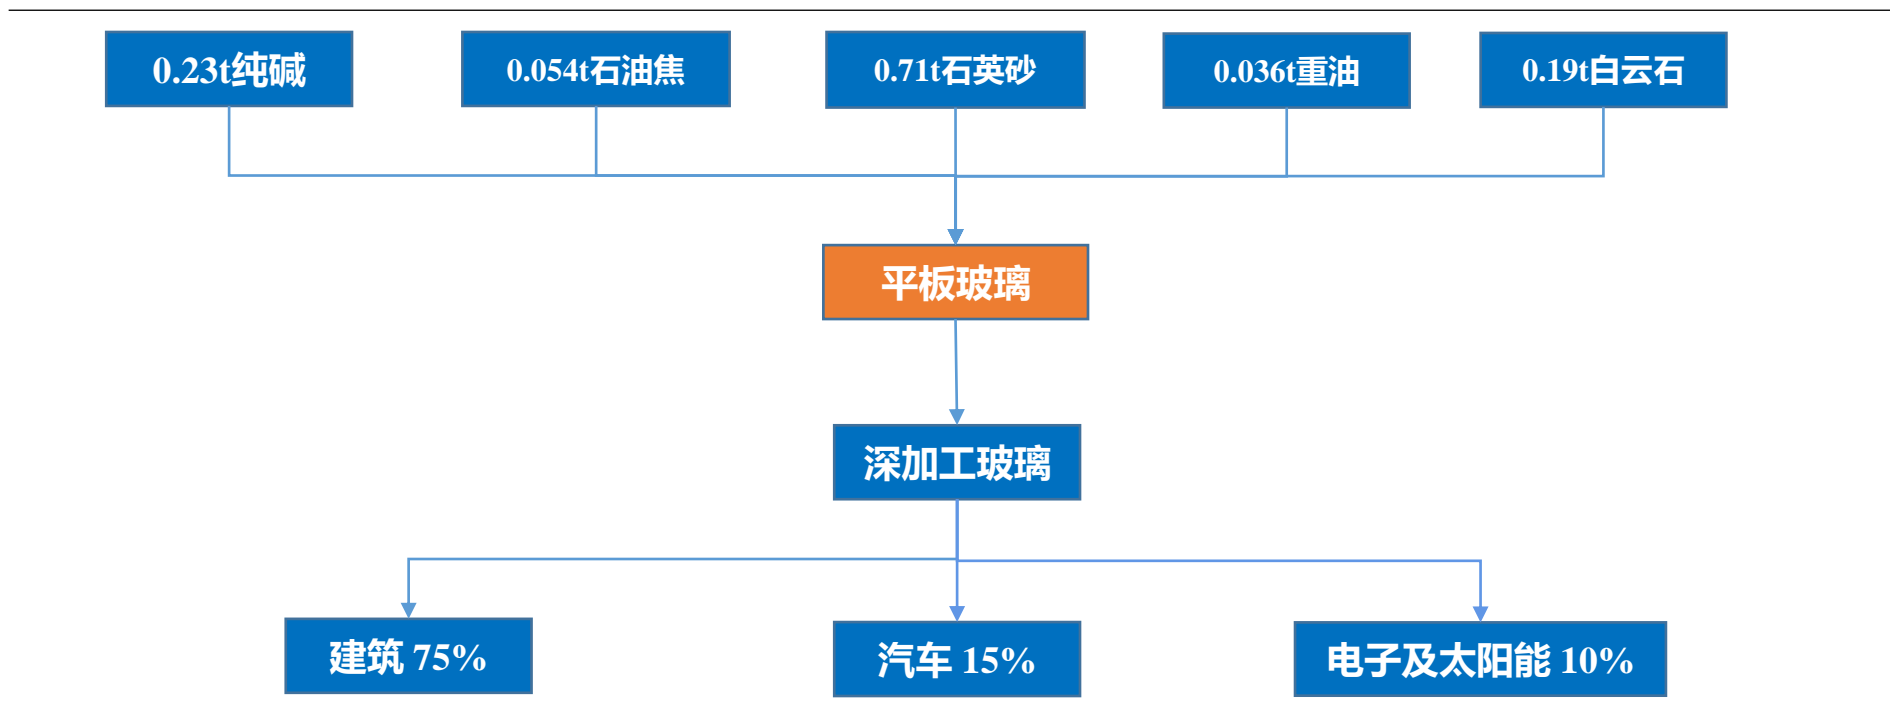 0.23t纯碱
0.054t石油焦
0.71t石英砂
0.036t重油
0.19t白云石
平板玻璃
深加工玻璃
建筑 75%
汽车 15%
电子及太阳能 10%